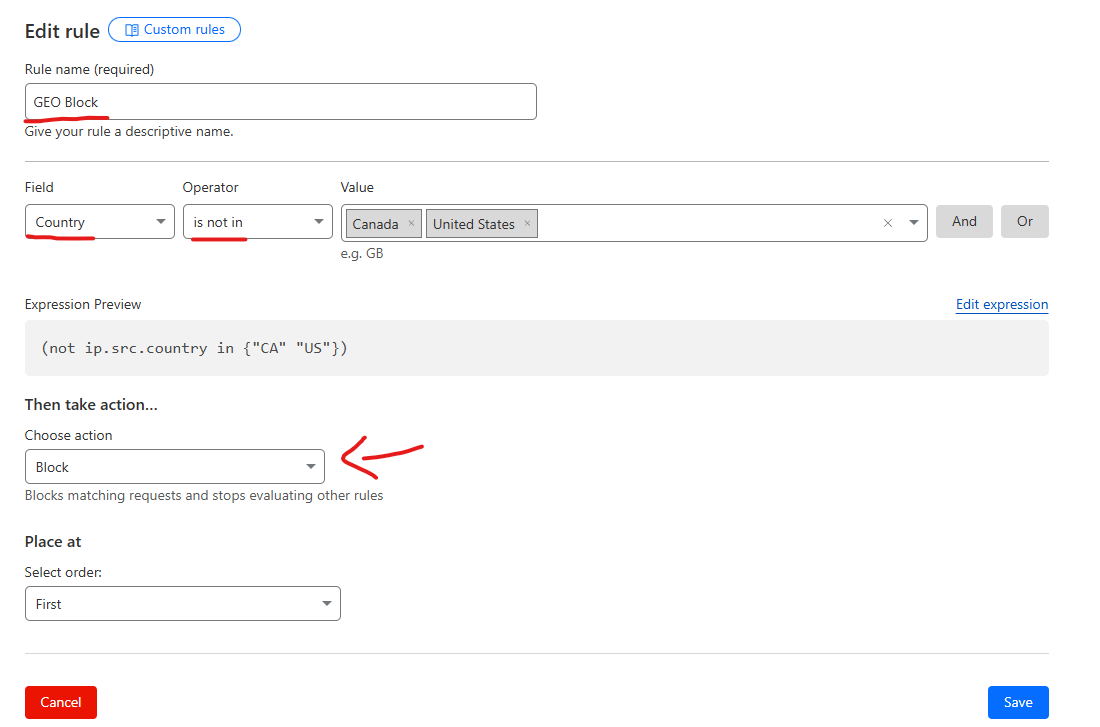 Edit rule Custom rules
Rule name (required)
GEO Block
Give your rule a descriptive name.
Field Operator Value
Country is not in Canada × United States × × And Or
e.g. GB
Expression Preview Edit expression
(not ip.src.country in {"CA" "US"})
Then take action...
Choose action
Block
Blocks matching requests and stops evaluating other rules
Place at
Select order:
First
Cancel Save